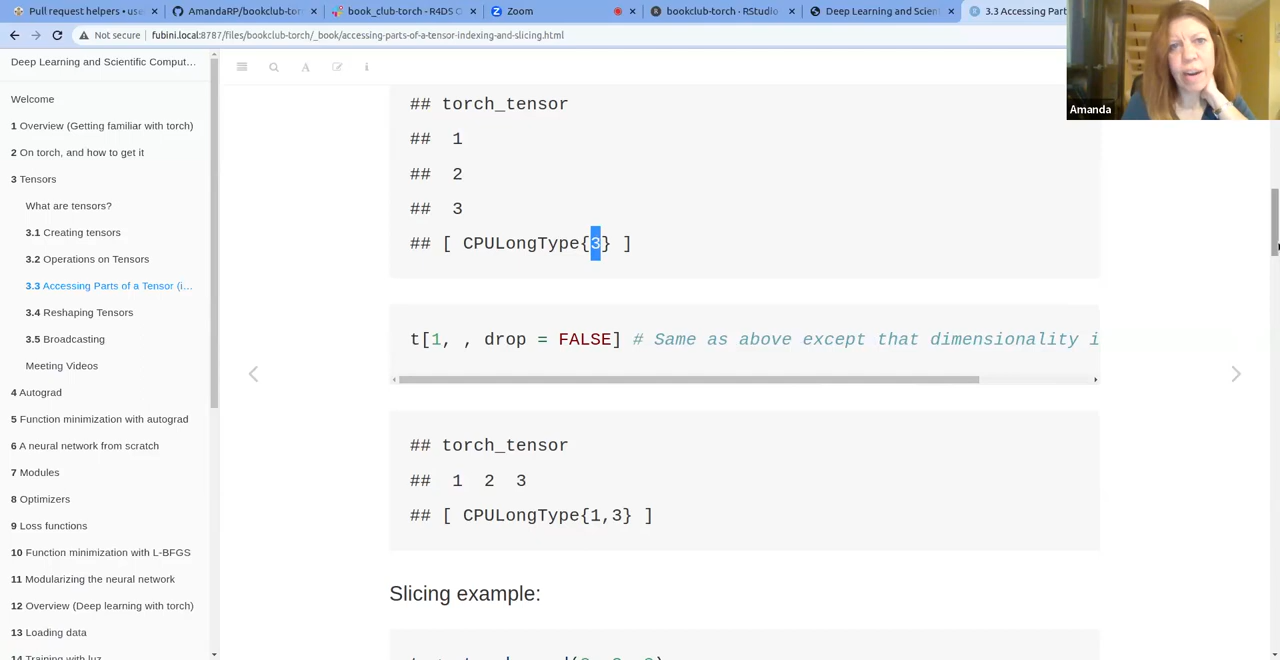 Pull request helpers • use
AmandaRP/bookclub-tor
book_club-torch - R4DS O
Zoom
bookclub-torch - RStudio
Deep Learning and Scient
3.3 Accessing Part
Not secure
fubini.local:8787/files/bookclub-torch/_book/accessing-parts-of-a-tensor-indexing-and-slicing.html
Amanda
Deep Learning and Scientific Comput...
Welcome
1 Overview (Getting familiar with torch)
2 On torch, and how to get it
3 Tensors
What are tensors?
3.1 Creating tensors
3.2 Operations on Tensors
3.3 Accessing Parts of a Tensor (i...
3.4 Reshaping Tensors
3.5 Broadcasting
Meeting Videos
4 Autograd
5 Function minimization with autograd
6 A neural network from scratch
7 Modules
8 Optimizers
9 Loss functions
10 Function minimization with L-BFGS
11 Modularizing the neural network
12 Overview (Deep learning with torch)
13 Loading data
14 Training with luz
## torch_tensor
## 1
## 2
## 3
## [ CPULongType{3} ]
t[1, , drop = FALSE] # Same as above except that dimensionality i
## torch_tensor
## 1 2 3
## [ CPULongType{1,3} ]
Slicing example: